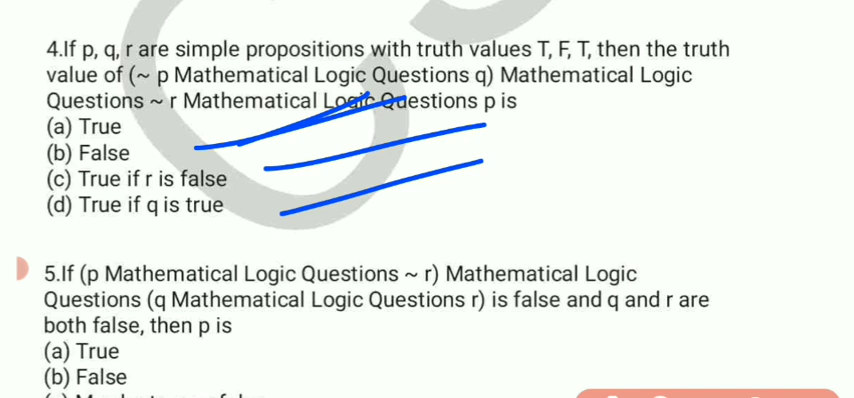 4.If p, q, r are simple propositions with truth values T, F, T, then the truth
value of (~ p Mathematical Logic Questions q) Mathematical Logic
Questions ~ r Mathematical Logic Questions p is
(a) True
(b) False
(c) True if r is false
(d) True if q is true
5.If (p Mathematical Logic Questions ~ r) Mathematical Logic
Questions (q Mathematical Logic Questions r) is false and q and r are
both false, then p is
(a) True
(b) False